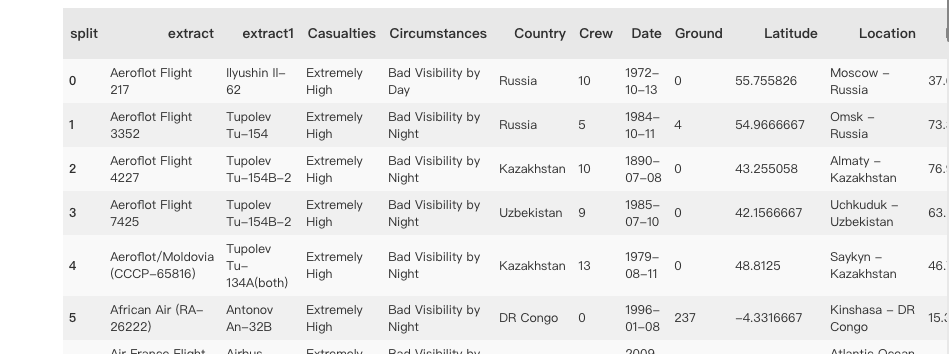 split extract extract1 Casualties Circumstances Country Crew Date Ground Latitude Location
0 Aeroflot Flight 217 Ilyushin Il-62 Extremely High Bad Visibility by Day Russia 10 1972-10-13 0 55.755826 Moscow - Russia
1 Aeroflot Flight 3352 Tupolev Tu-154 Extremely High Bad Visibility by Night Russia 5 1984-10-11 4 54.9666667 Omsk - Russia
2 Aeroflot Flight 4227 Tupolev Tu-154B-2 Extremely High Bad Visibility by Night Kazakhstan 10 1890-07-08 0 43.255058 Almaty - Kazakhstan
3 Aeroflot Flight 7425 Tupolev Tu-154B-2 Extremely High Bad Visibility by Night Uzbekistan 9 1985-07-10 0 42.1566667 Uchkuduk - Uzbekistan 63.
4 Aeroflot/Moldovia (CCCP-65816) Tupolev Tu-134A(both) Extremely High Bad Visibility by Night Kazakhstan 13 1979-08-11 0 48.8125 Saykyn - Kazakhstan
5 African Air (RA-26222) Antonov An-32B Extremely High Bad Visibility by Night DR Congo 0 1996-01-08 237 -4.3316667 Kinshasa - DR Congo
Air France Flight Airbus Extremely Bad Visibility by 2009 Atlantic Ocean